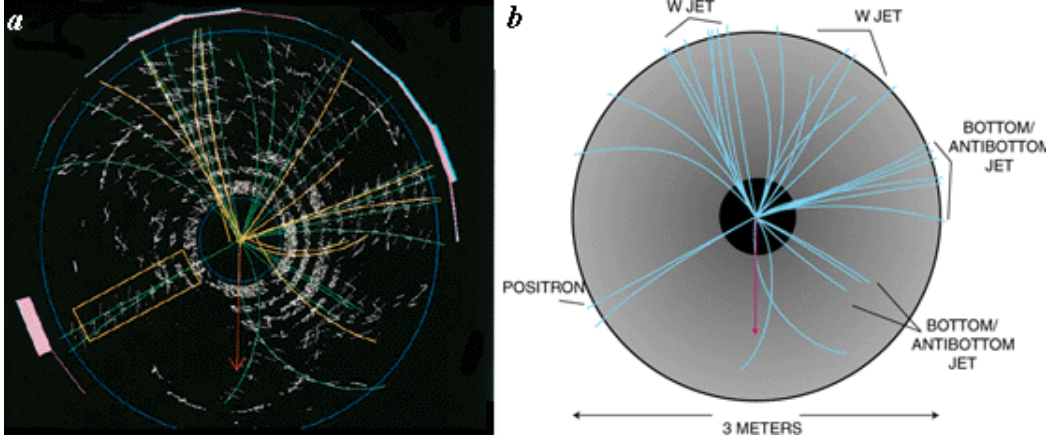 a
b
W JET
W JET
BOTTOM/
ANTIBOTTOM
JET
POSITRON
BOTTOM/
ANTIBOTTOM
JET
3 METERS